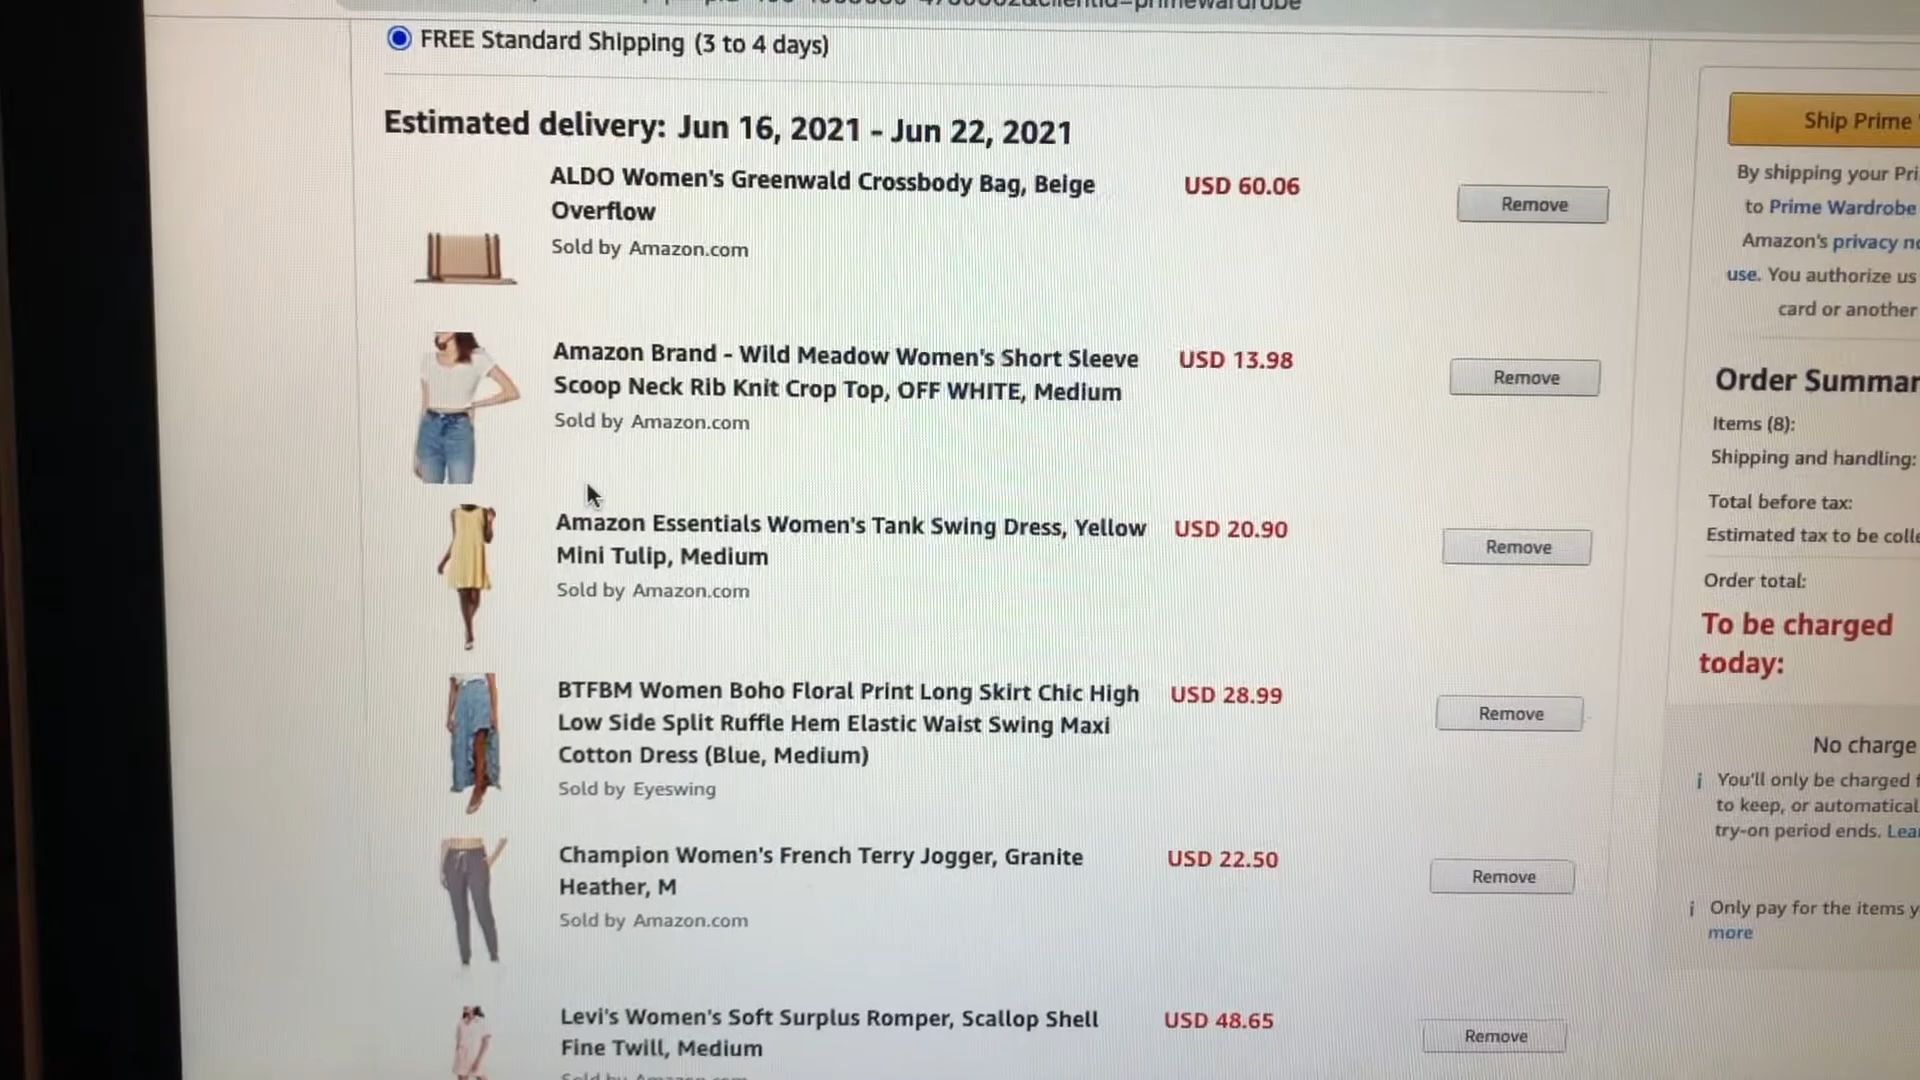 FREE Standard Shipping (3 to 4 days)
Estimated delivery: Jun 16, 2021 - Jun 22, 2021
ALDO Women's Greenwald Crossbody Bag, Beige
Overflow
Sold by Amazon.com
USD 60.06
Remove
Amazon Brand - Wild Meadow Women's Short Sleeve
Scoop Neck Rib Knit Crop Top, OFF WHITE, Medium
Sold by Amazon.com
USD 13.98
Remove
Amazon Essentials Women's Tank Swing Dress, Yellow
Mini Tulip, Medium
Sold by Amazon.com
USD 20.90
Remove
BTFBM Women Boho Floral Print Long Skirt Chic High
Low Side Split Ruffle Hem Elastic Waist Swing Maxi
Cotton Dress (Blue, Medium)
Sold by Eyeswing
USD 28.99
Remove
Champion Women's French Terry Jogger, Granite
Heather, M
Sold by Amazon.com
USD 22.50
Remove
Levi's Women's Soft Surplus Romper, Scallop Shell
Fine Twill, Medium
USD 48.65
Remove
Ship Prime
By shipping your Pri
to Prime Wardrobe
Amazon's privacy no
use. You authorize us
card or another
Order Summar
Items (8):
Shipping and handling:
Total before tax:
Estimated tax to be colle
Order total:
To be charged
today:
No charge
You'll only be charged f
to keep, or automatical
try-on period ends. Lea
Only pay for the items y
more